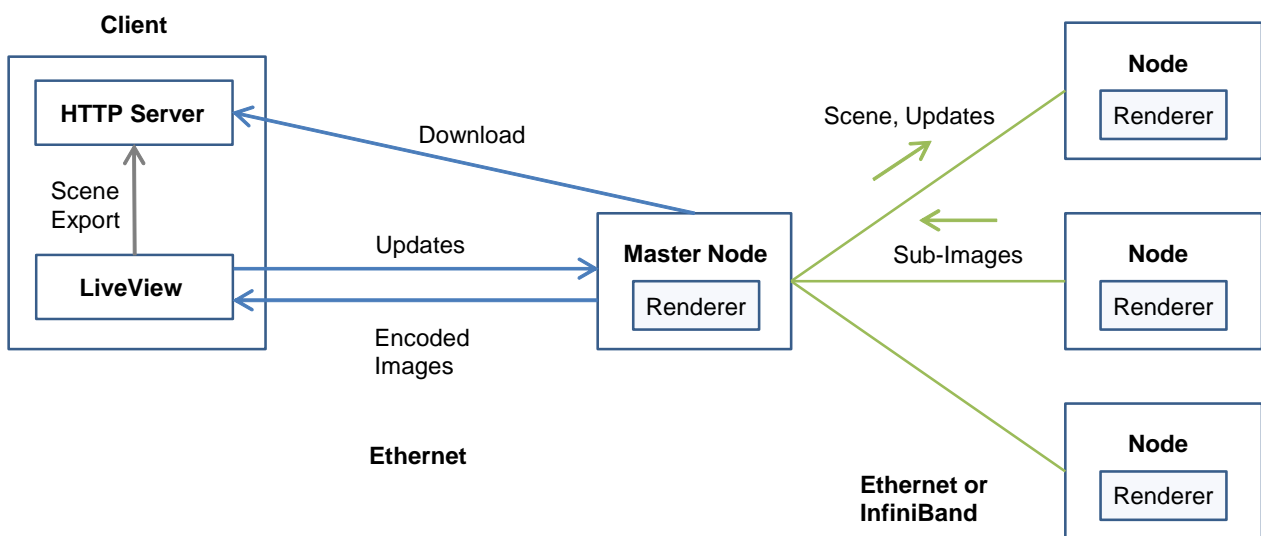 Client
HTTP Server
Scene
Export
LiveView
Download
Updates
Encoded
Images
Ethernet
Master Node
Renderer
Scene, Updates
Sub-Images
Ethernet or
InfiniBand
Node
Renderer
Node
Renderer
Node
Renderer